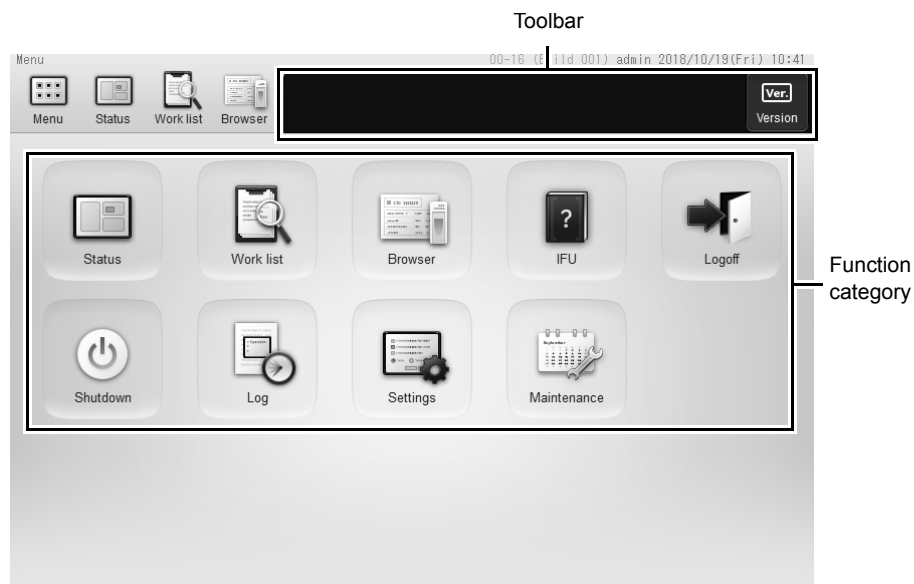 Toolbar
Menu
00-16 (B ild 001) admin 2018/10/19(Fri) 10:41
Menu
Status
Work list
Browser
Ver.
Version
Status
Work list
Browser
?
IFU
Logoff
Function
category
Shutdown
Log
Settings
Maintenance